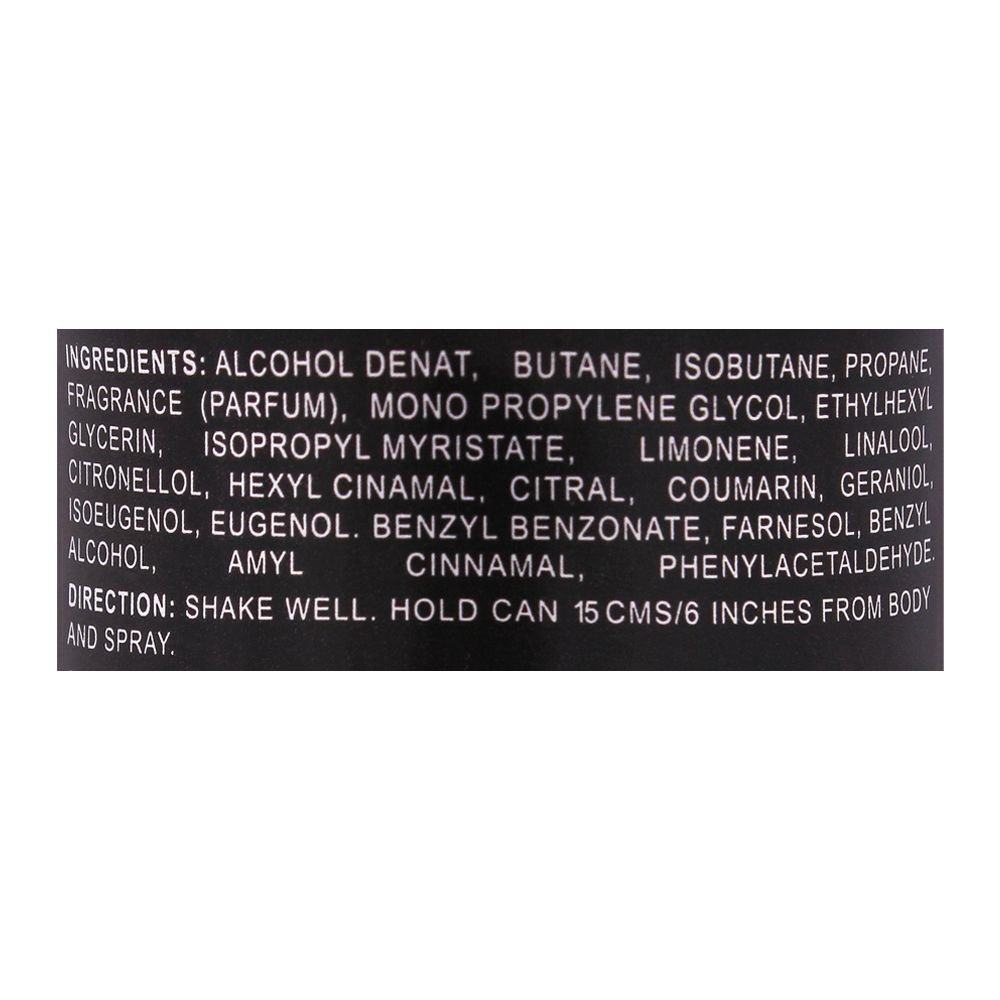 INGREDIENTS: ALCOHOL DENAT, BUTANE, ISOBUTANE, PROPANE,
FRAGRANCE (PARFUM), MONO PROPYLENE GLYCOL, ETHYLHEXYL
GLYCERIN, ISOPROPYL MYRISTATE, LIMONENE, LINALOOL,
CITRONELLOL, HEXYL CINAMAL, CITRAL, COUMARIN, GERANIOL,
ISOEUGENOL, EUGENOL. BENZYL BENZONATE, FARNESOL, BENZYL
ALCOHOL, AMYL CINNAMAL, PHENYLACETALDEHYDE.
DIRECTION: SHAKE WELL. HOLD CAN 15 CMS/6 INCHES FROM BODY
AND SPRAY.